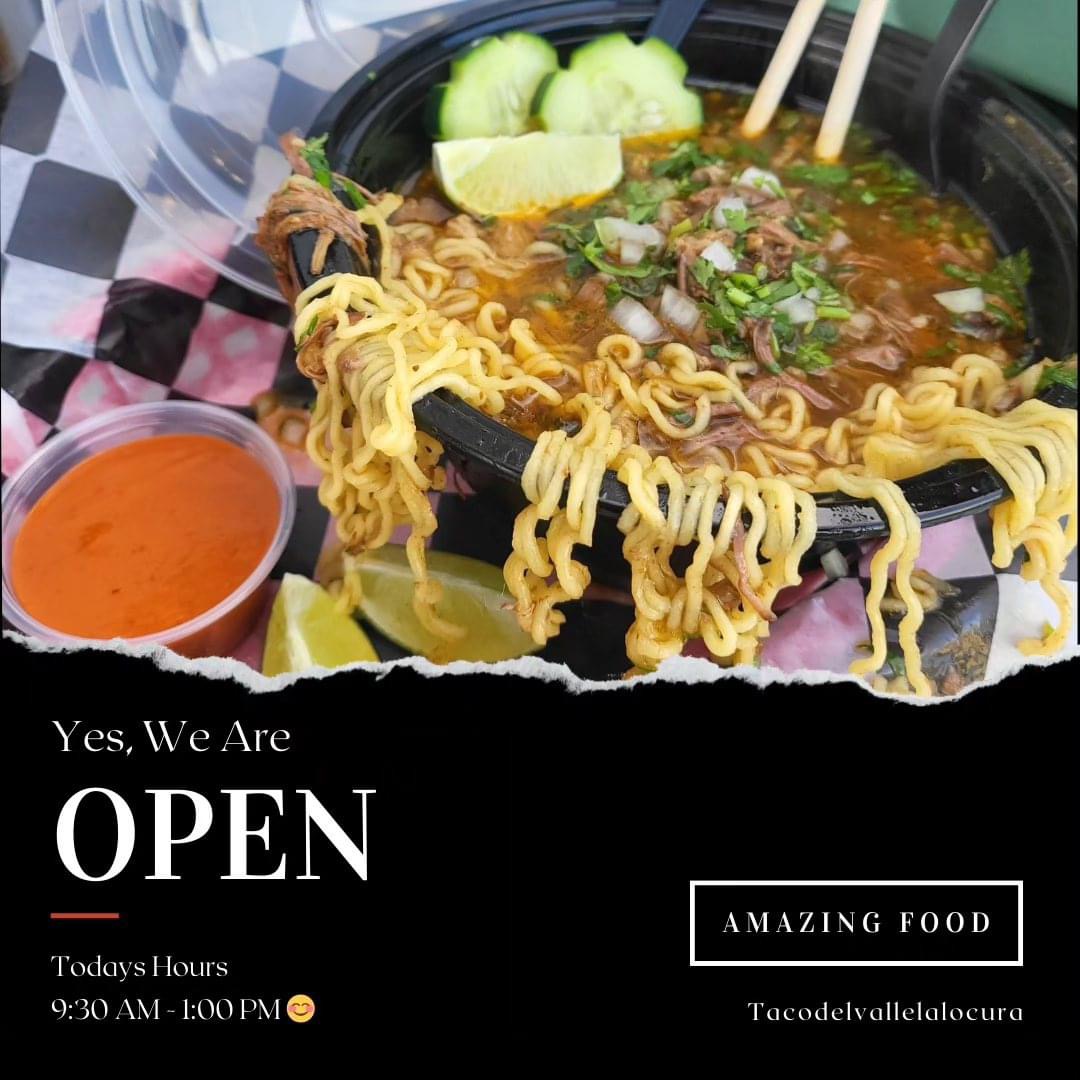 Yes, We Are
OPEN
Todays Hours
9:30 AM - 1:00 PM 😊
AMAZING FOOD
Tacodelvallelalocura